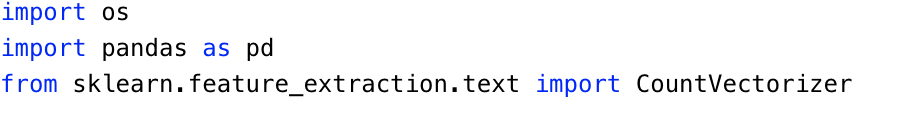 import os
import pandas as pd
from sklearn.feature_extraction.text import CountVectorizer